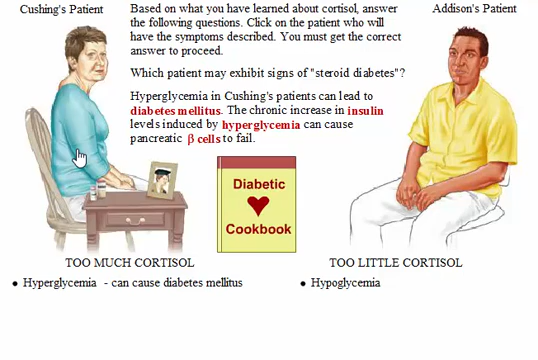 Cushing's Patient
Based on what you have learned about cortisol, answer
the following questions. Click on the patient who will
have the symptoms described. You must get the correct
answer to proceed.
Addison's Patient
Which patient may exhibit signs of "steroid diabetes"?
Hyperglycemia in Cushing's patients can lead to
diabetes mellitus. The chronic increase in insulin
levels induced by hyperglycemia can cause
pancreatic β cells to fail.
Diabetic
Cookbook
TOO MUCH CORTISOL
TOO LITTLE CORTISOL
● Hyperglycemia - can cause diabetes mellitus
● Hypoglycemia